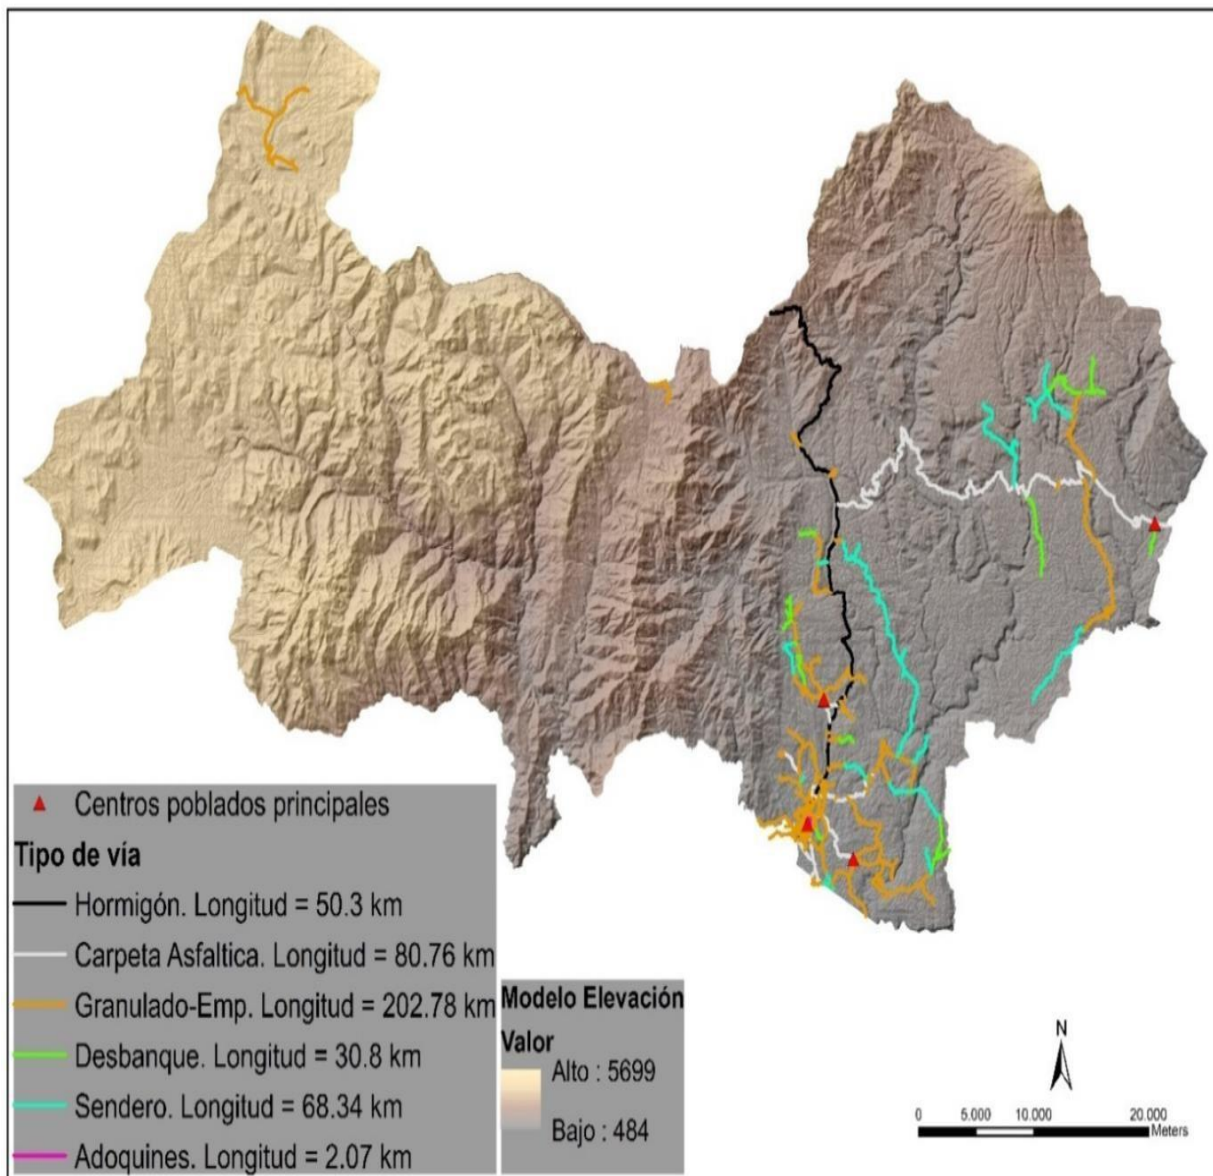 Centros poblados principales
Tipo de vía
Hormigón. Longitud = 50.3 km
Carpeta Asfaltica. Longitud = 80.76 km
Granulado-Emp. Longitud = 202.78 km
Desbanque. Longitud = 30.8 km
Sendero. Longitud = 68.34 km
Adoquines. Longitud = 2.07 km
Modelo Elevación
Valor
Alto : 5699
Bajo : 484
N
0 5.000 10.000 20.000
Meters